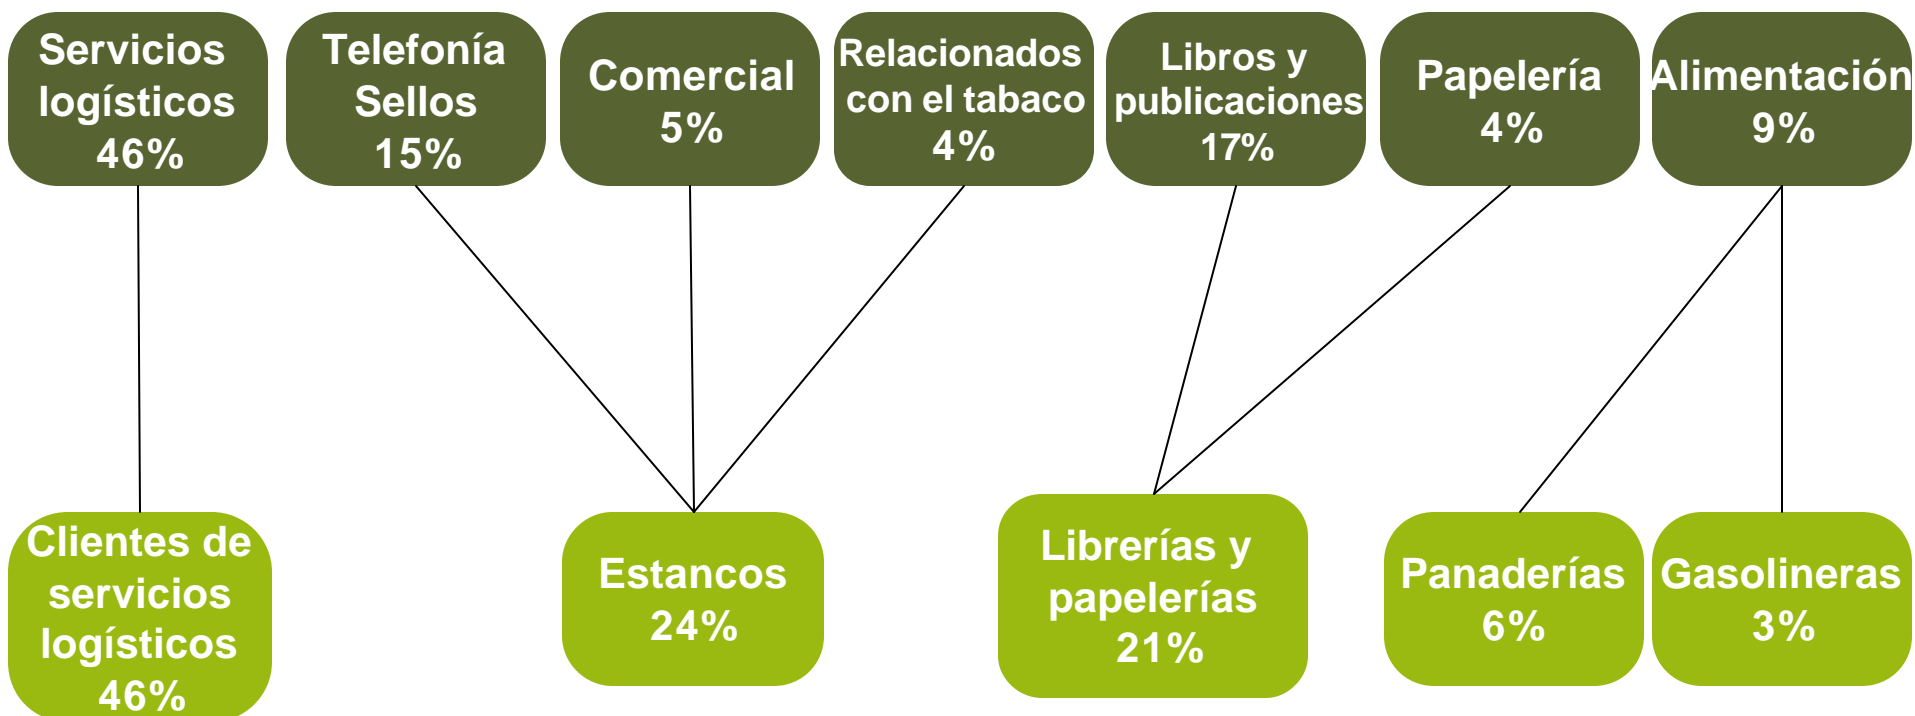 Servicios
logísticos
46%
Telefonía
Sellos
15%
Comercial
5%
Relacionados
con el tabaco
4%
Libros y
publicaciones
17%
Papelería
4%
Alimentación
9%
Clientes de
servicios
logísticos
46%
Estancos
24%
Librerías y
papelerías
21%
Panaderías
6%
Gasolineras
3%